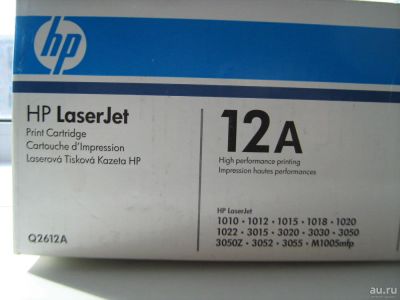 hp
HP LaserJet
Print Cartridge
Cartouche d'Impression
Laserová Tisková Kazeta HP
Q2612A
12A
High performance printing
Impression hautes performances
HP LaserJet
1010 • 1012 • 1015 • 1018 • 1020
1022 • 3015 • 3020 • 3030 • 3050
3050Z • 3052 • 3055 • M1005mfp
au.ru